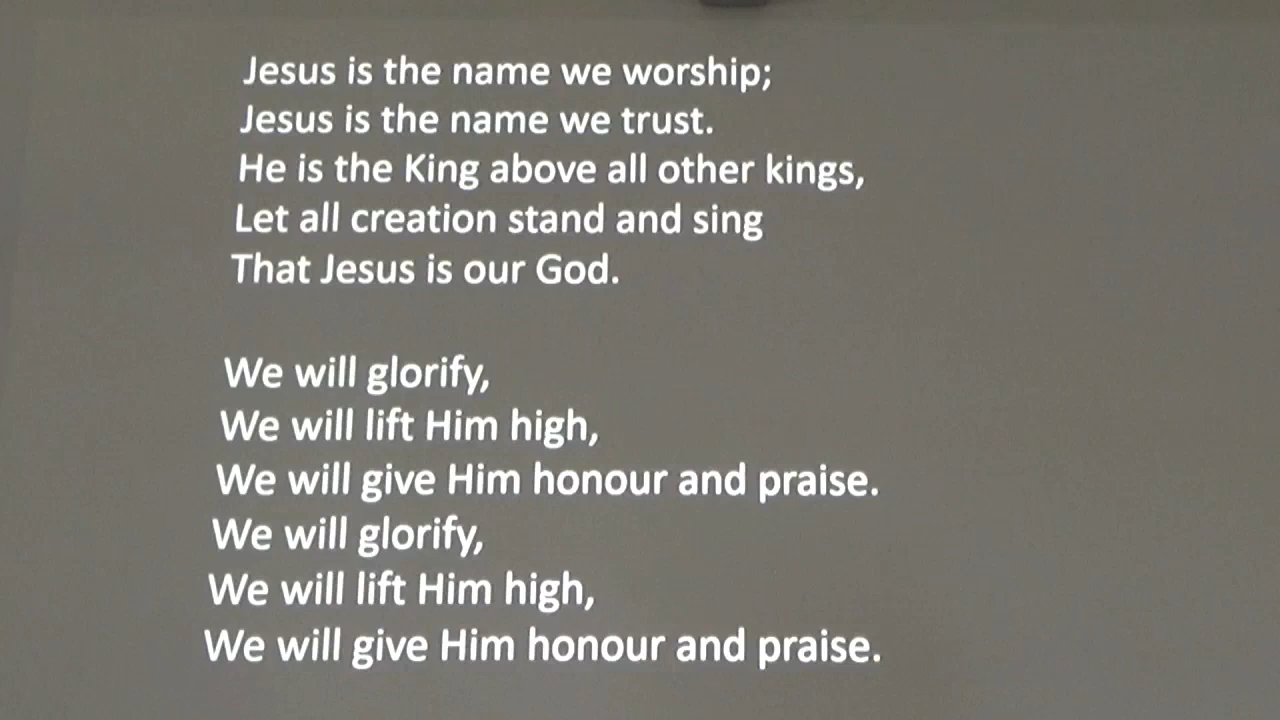 Jesus is the name we worship;
Jesus is the name we trust.
He is the King above all other kings,
Let all creation stand and sing
That Jesus is our God.
We will glorify,
We will lift Him high,
We will give Him honour and praise.
We will glorify,
We will lift Him high,
We will give Him honour and praise.